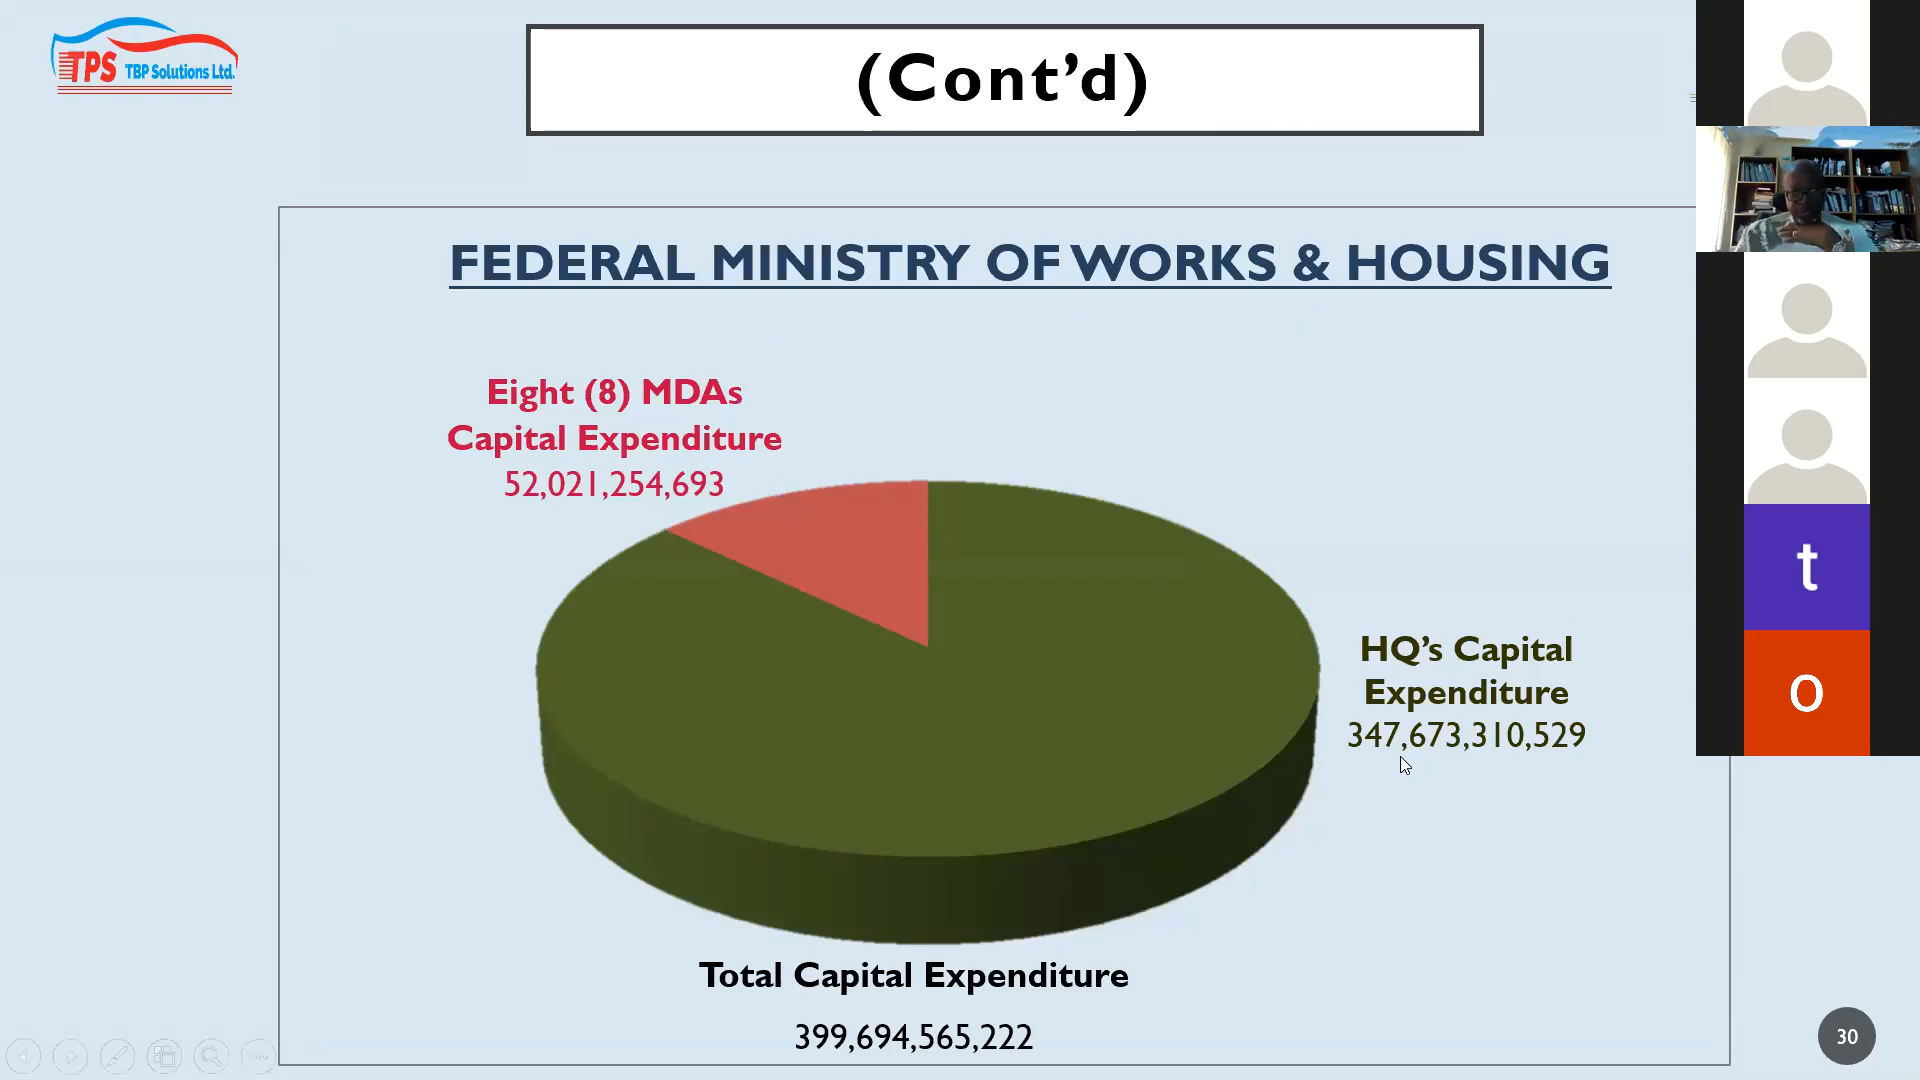 TPS TBP Solutions Ltd.
(Cont’d)
FEDERAL MINISTRY OF WORKS & HOUSING
Eight (8) MDAs
Capital Expenditure
52,021,254,693
HQ’s Capital
Expenditure
347,673,310,529
Total Capital Expenditure
399,694,565,222
t
o
30